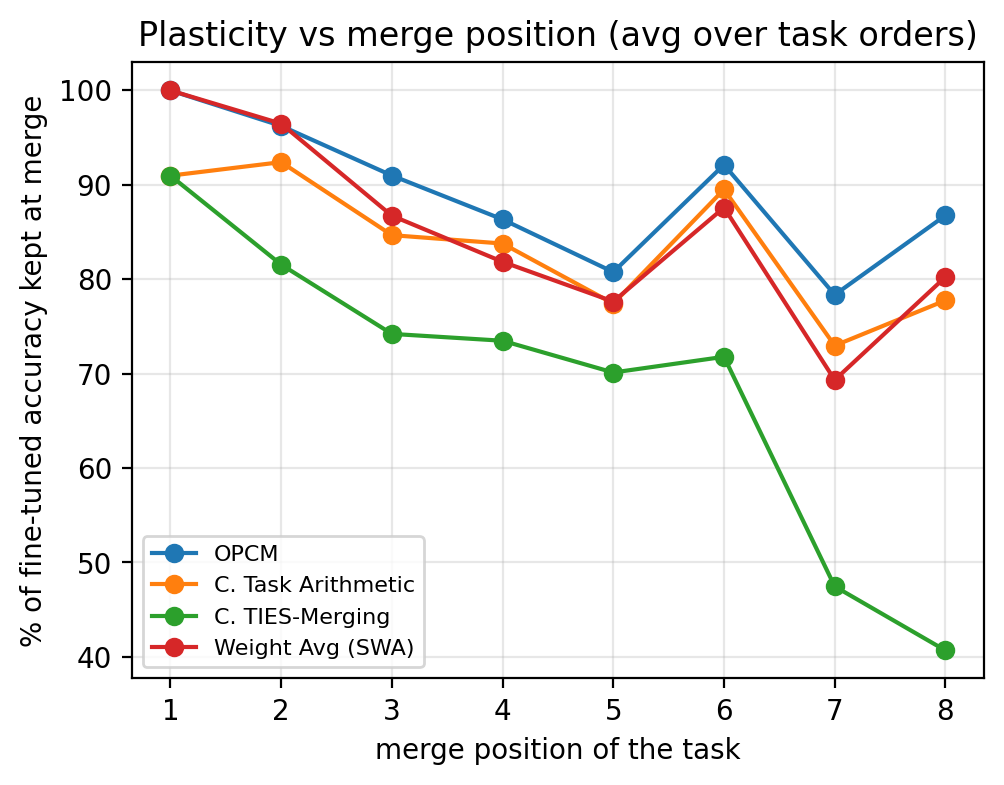 Plasticity vs merge position (avg over task orders)
% of fine-tuned accuracy kept at merge
100
90
80
70
60
50
40
OPCM
C. Task Arithmetic
C. TIES-Merging
Weight Avg (SWA)
1 2 3 4 5 6 7 8
merge position of the task